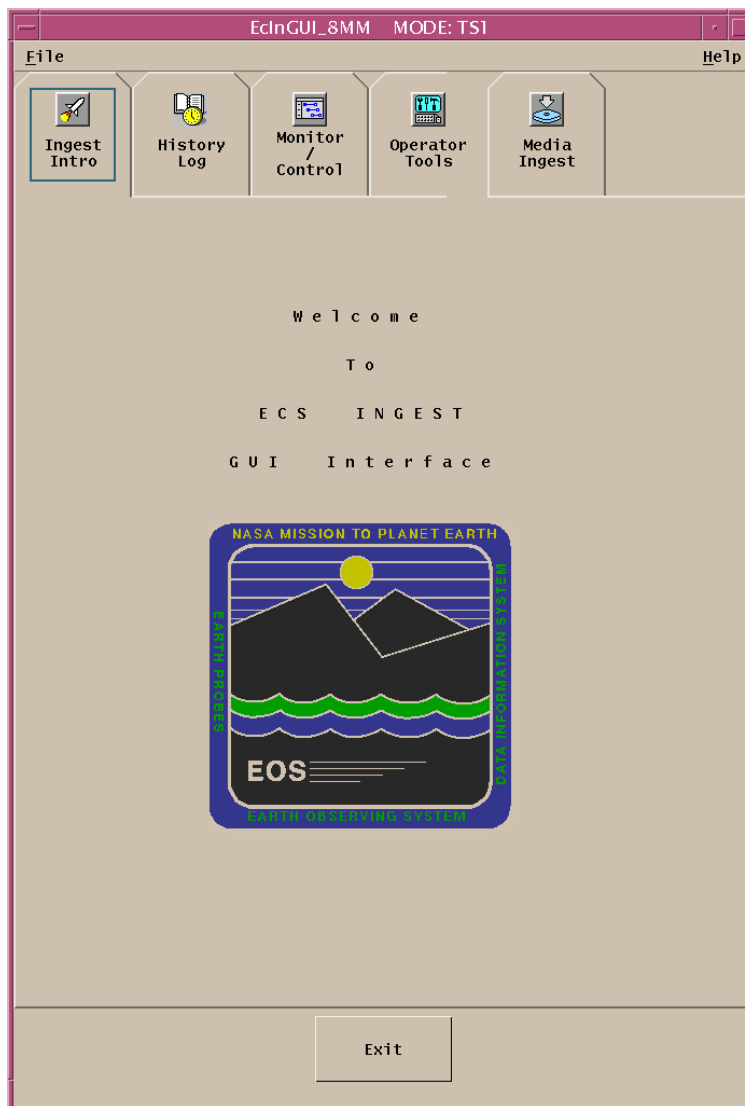 EcInGUI_8MM MODE: TS1
File Help
Ingest
Intro
History
Log
Monitor
/
Control
Operator
Tools
Media
Ingest
Welcome
To
ECS INGEST
GUI Interface
NASA MISSION TO PLANET EARTH
EARTH PROBES
DATA INFORMATION SYSTEM
EOS
EARTH OBSERVING SYSTEM
Exit